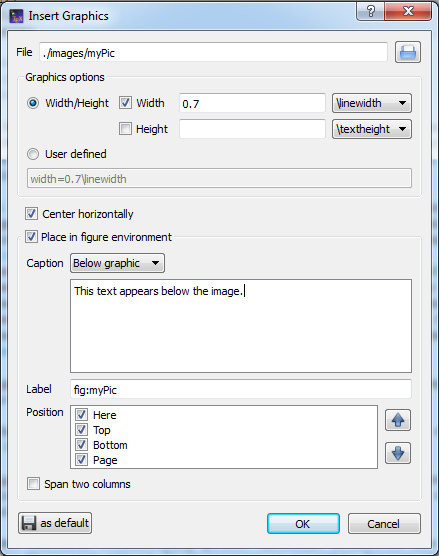 Insert Graphics
File ./images/myPic
Graphics options
Width/Height Width 0.7 \linewidth
Height \textheight
User defined
width=0.7\linewidth
Center horizontally
Place in figure environment
Caption Below graphic
This text appears below the image.
Label fig:myPic
Position Here
Top
Bottom
Page
Span two columns
as default OK Cancel